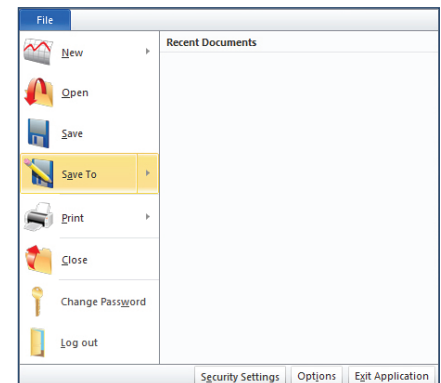 File
New
Recent Documents
Open
Save
Save To
Print
Close
Change Password
Log out
Security Settings
Options
Exit Application